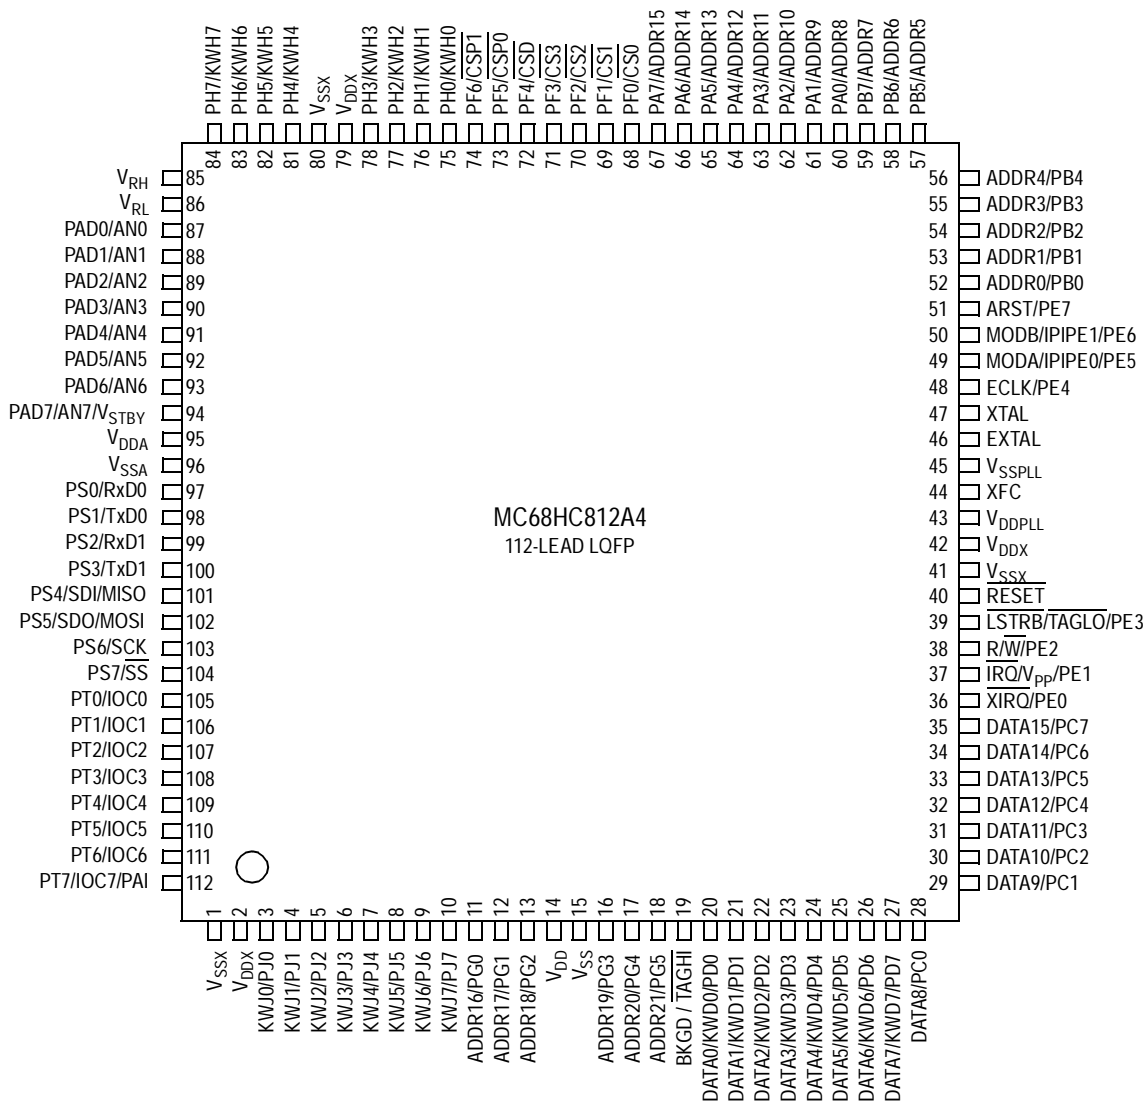 PH7/KWH7
PH6/KWH6
PH5/KWH5
PH4/KWH4
VSSX
VDDX
PH3/KWH3
PH2/KWH2
PH1/KWH1
PH0/KWH0
PF6/CSP1
PF5/CSP0
PF4/CSD
PF3/CS3
PF2/CS2
PF1/CS1
PF0/CS0
PA7/ADDR15
PA6/ADDR14
PA5/ADDR13
PA4/ADDR12
PA3/ADDR11
PA2/ADDR10
PA1/ADDR9
PA0/ADDR8
PB7/ADDR7
PB6/ADDR6
PB5/ADDR5
84 83 82 81 80 79 78 77 76 75 74 73 72 71 70 69 68 67 66 65 64 63 62 61 60 59 58 57
VRH 85
VRL 86
PAD0/AN0 87
PAD1/AN1 88
PAD2/AN2 89
PAD3/AN3 90
PAD4/AN4 91
PAD5/AN5 92
PAD6/AN6 93
PAD7/AN7/VSTBY 94
VDDA 95
VSSA 96
PS0/RxD0 97
PS1/TxD0 98
PS2/RxD1 99
PS3/TxD1 100
PS4/SDI/MISO 101
PS5/SDO/MOSI 102
PS6/SCK 103
PS7/SS 104
PT0/IOC0 105
PT1/IOC1 106
PT2/IOC2 107
PT3/IOC3 108
PT4/IOC4 109
PT5/IOC5 110
PT6/IOC6 111
PT7/IOC7/PAI 112
MC68HC812A4
112-LEAD LQFP
56 ADDR4/PB4
55 ADDR3/PB3
54 ADDR2/PB2
53 ADDR1/PB1
52 ADDR0/PB0
51 ARST/PE7
50 MODB/IPIPE1/PE6
49 MODA/IPIPE0/PE5
48 ECLK/PE4
47 XTAL
46 EXTAL
45 VSSPLL
44 XFC
43 VDDPLL
42 VDDX
41 VSSX
40 RESET
39 LSTRB/TAGLO/PE3
38 R/W/PE2
37 IRQ/VPP/PE1
36 XIRQ/PE0
35 DATA15/PC7
34 DATA14/PC6
33 DATA13/PC5
32 DATA12/PC4
31 DATA11/PC3
30 DATA10/PC2
29 DATA9/PC1
1 2 3 4 5 6 7 8 9 10 11 12 13 14 15 16 17 18 19 20 21 22 23 24 25 26 27 28
VSSX
VDDX
KWJ0/PJ0
KWJ1/PJ1
KWJ2/PJ2
KWJ3/PJ3
KWJ4/PJ4
KWJ5/PJ5
KWJ6/PJ6
KWJ7/PJ7
ADDR16/PG0
ADDR17/PG1
ADDR18/PG2
VDD
VSS
ADDR19/PG3
ADDR20/PG4
ADDR21/PG5
BKGD / TAGHI
DATA0/KWD0/PD0
DATA1/KWD1/PD1
DATA2/KWD2/PD2
DATA3/KWD3/PD3
DATA4/KWD4/PD4
DATA5/KWD5/PD5
DATA6/KWD6/PD6
DATA7/KWD7/PD7
DATA8/PC0